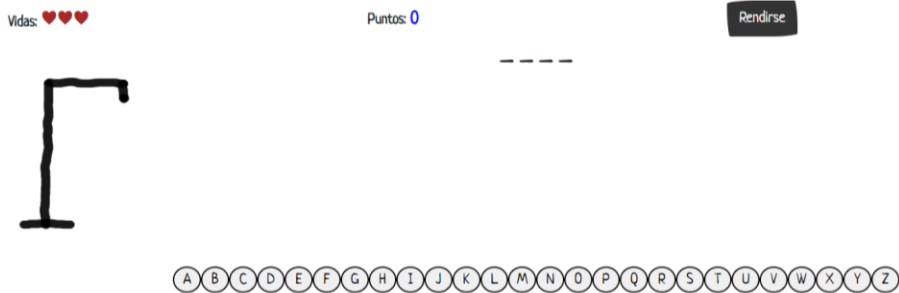 Vidas:
Puntos: 0
Rendirse
_ _ _ _
A B C D E F G H I J K L M N O P Q R S T U V W X Y Z